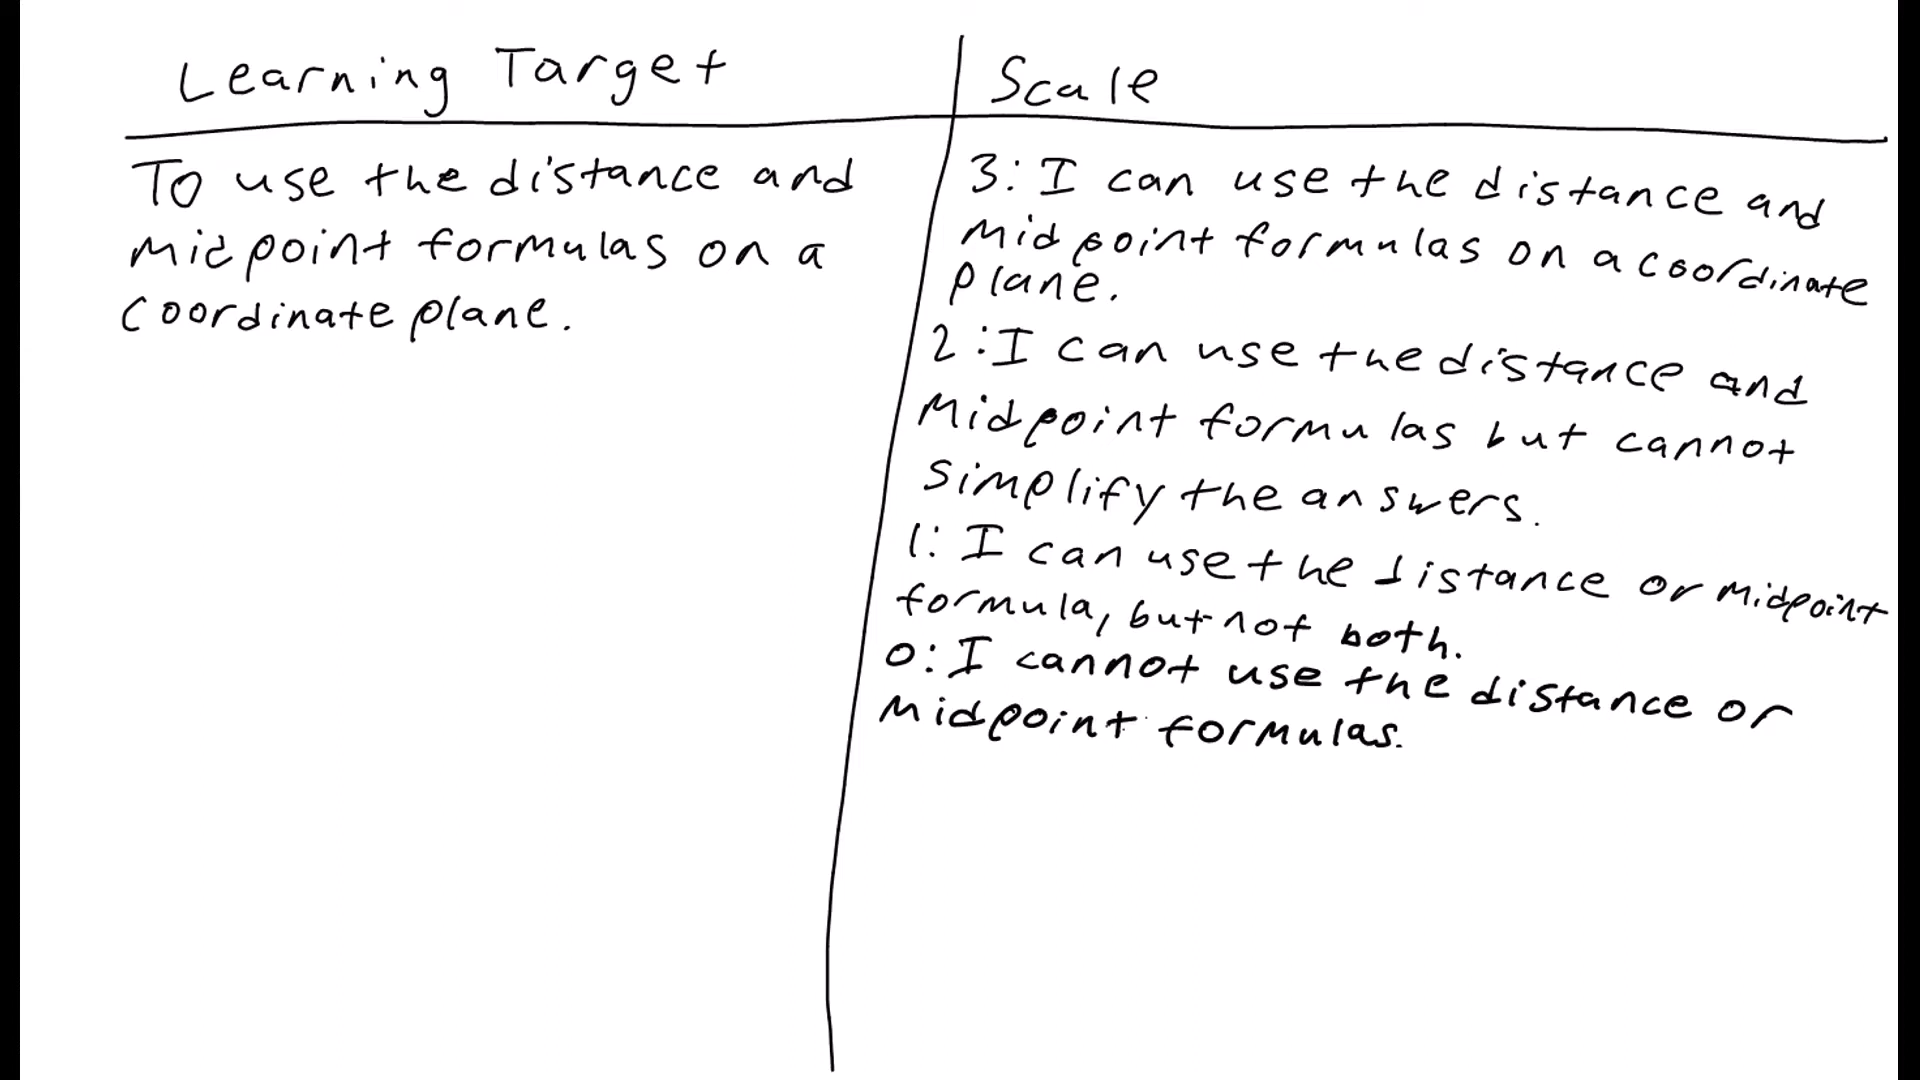 Learning Target
Scale
To use the distance and
midpoint formulas on a
coordinate plane.
3: I can use the distance and
midpoint formulas on a coordinate
plane.
2: I can use the distance and
midpoint formulas but cannot
simplify the answers.
1: I can use the distance or midpoint
formula, but not both.
0: I cannot use the distance or
midpoint formulas.